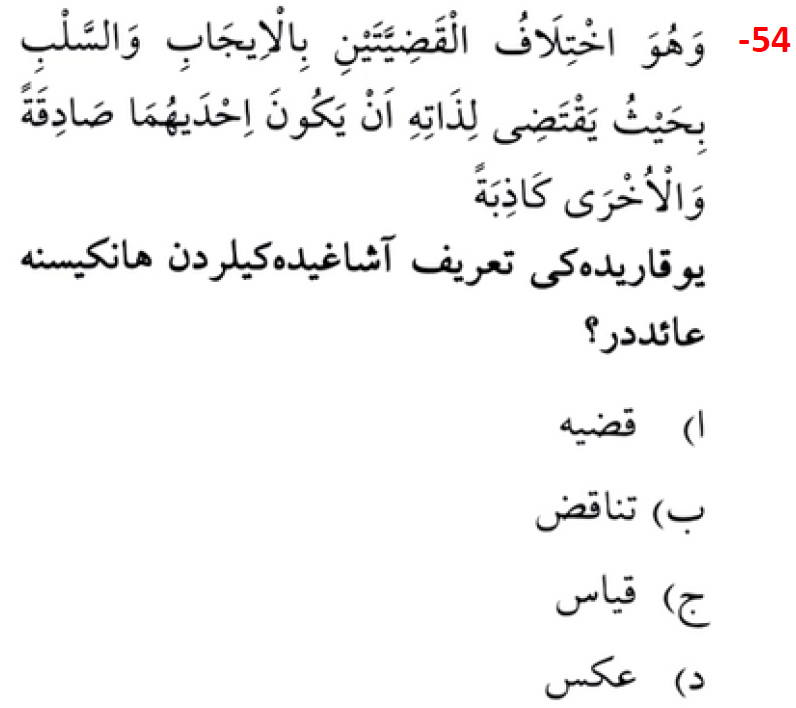 54- وَهُوَ اخْتِلَافُ الْقَضِيَّتَيْنِ بِالْاِيجَابِ وَالسَّلْبِ
بِحَيْثُ يَقْتَضِى لِذَاتِهِ اَنْ يَكُونَ اِحْدَيهُمَا صَادِقَةً
وَالْاُخْرَى كَاذِبَةً
يوقاريده‌كى تعريف آشاغيده‌كيلردن هانكيسنه
عائددر؟
ا) قضيه
ب) تناقض
ج) قياس
د) عكس